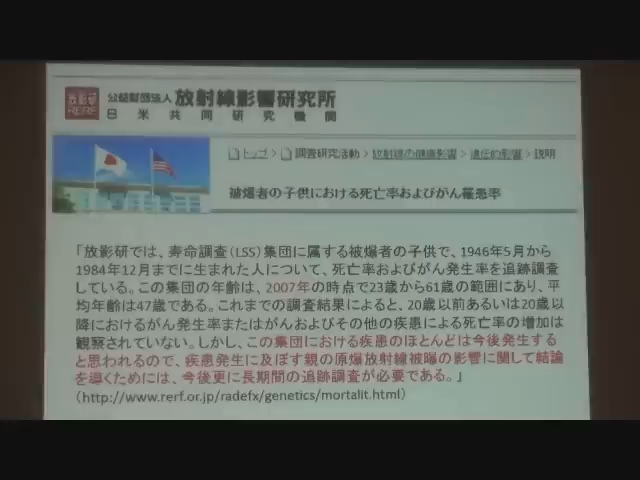 放影研
RERF
公益財団法人 放射線影響研究所
日米共同研究機関
トップ > 調査研究活動 > 放射線の健康影響 > 遺伝的影響 > 説明
被爆者の子供における死亡率およびがん罹患率
「放影研では、寿命調査(LSS)集団に属する被爆者の子供で、1946年5月から
1984年12月までに生まれた人について、死亡率およびがん発生率を追跡調査
している。この集団の年齢は、2007年の時点で23歳から61歳の範囲にあり、平
均年齢は47歳である。これまでの調査結果によると、20歳以前あるいは20歳以
降におけるがん発生率またはがんおよびその他の疾患による死亡率の増加は
観察されていない。しかし、この集団における疾患のほとんどは今後発生する
と思われるので、疾患発生に及ぼす親の原爆放射線被曝の影響に関して結論
を導くためには、今後更に長期間の追跡調査が必要である。」
(http://www.rerf.or.jp/radefx/genetics/mortalit.html)